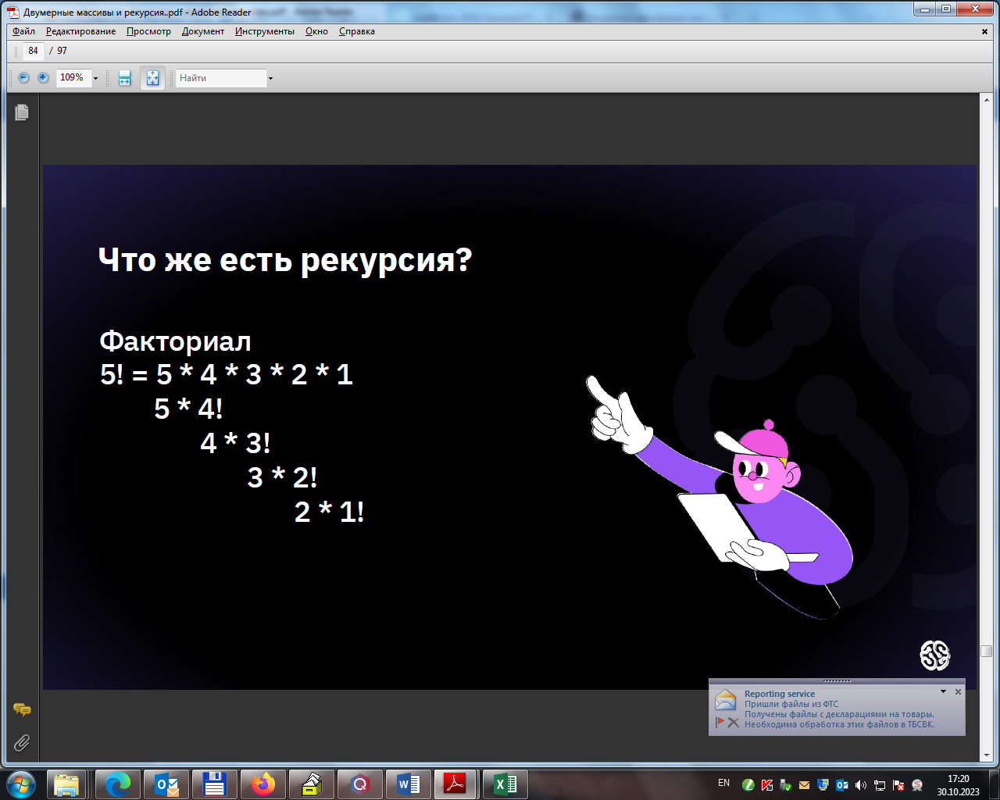 Двумерные массивы и рекурсия..pdf - Adobe Reader
Файл Редактирование Просмотр Документ Инструменты Окно Справка
84 / 97
109% Найти
Что же есть рекурсия?
Факториал
5! = 5 * 4 * 3 * 2 * 1
5 * 4!
4 * 3!
3 * 2!
2 * 1!
Reporting service
Пришли файлы из ФТС
Получены файлы с декларациями на товары.
Необходима обработка этих файлов в ТБСВК.
EN
17:20
30.10.2023